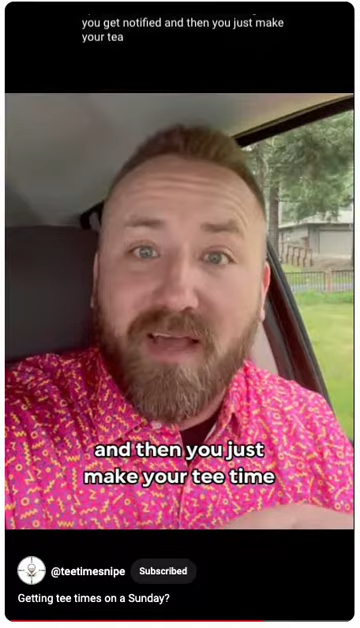 you get notified and then you just make
your tea
and then you just
make your tee time
@teetimesnipe
Subscribed
Getting tee times on a Sunday?